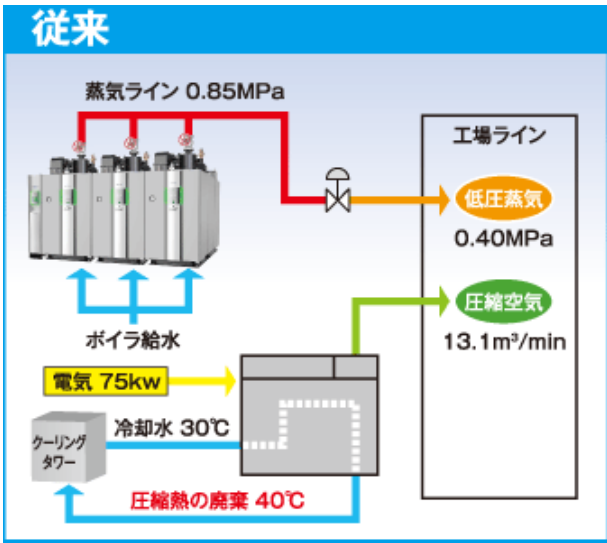 従来
蒸気ライン 0.85MPa
工場ライン
低圧蒸気
0.40MPa
圧縮空気
13.1m³/min
ボイラ給水
電気 75kw
冷却水 30℃
クーリング
タワー
圧縮熱の廃棄 40℃